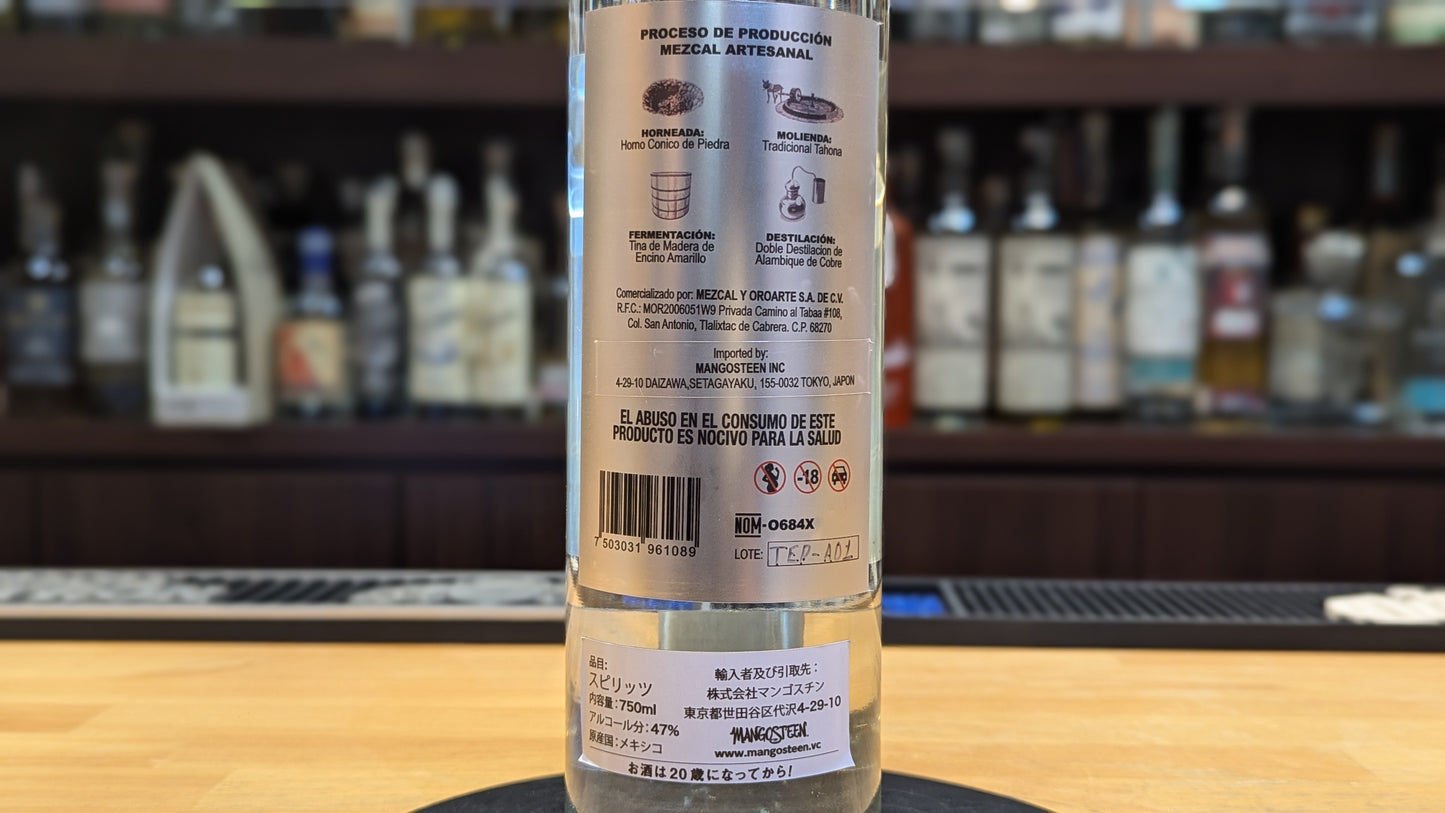 PROCESO DE PRODUCCIÓN
MEZCAL ARTESANAL
HORNEADA:
Horno Conico de Piedra
MOLIENDA:
Tradicional Tahona
FERMENTACIÓN:
Tina de Madera de
Encino Amarillo
DESTILACIÓN:
Doble Destilacion de
Alambique de Cobre
Comercializado por: MEZCAL Y OROARTE S.A. DE C.V.
R.F.C.: MOR2006051W9 Privada Camino al Tabaa #108,
Col. San Antonio, Tlalixtac de Cabrera. C.P. 68270
Imported by:
MANGOSTEEN INC
4-29-10 DAIZAWA,SETAGAYAKU, 155-0032 TOKYO, JAPON
EL ABUSO EN EL CONSUMO DE ESTE
PRODUCTO ES NOCIVO PARA LA SALUD
-18
NOM-O684X
LOTE: TEP-A01
7 503031 961089
品目:
スピリッツ
内容量:750ml
アルコール分:47%
原産国:メキシコ
輸入者及び引取先:
株式会社マンゴスチン
東京都世田谷区代沢4-29-10
MANGOSTEEN.
www.mangosteen.vc
お酒は20歳になってから!